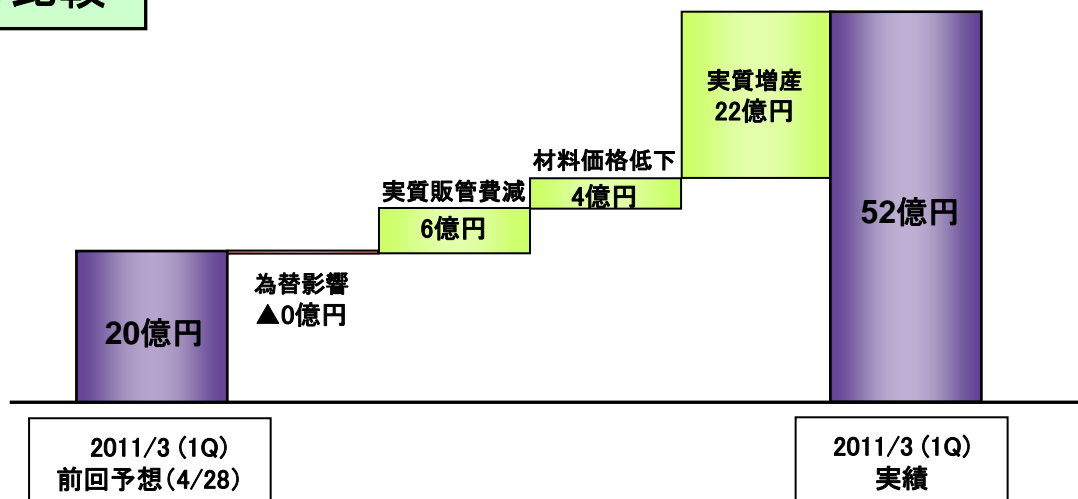 比較
実質増産
22億円
材料価格低下
4億円
実質販管費減
6億円
52億円
為替影響
▲0億円
20億円
2011/3 (1Q)
前回予想(4/28)
2011/3 (1Q)
実績